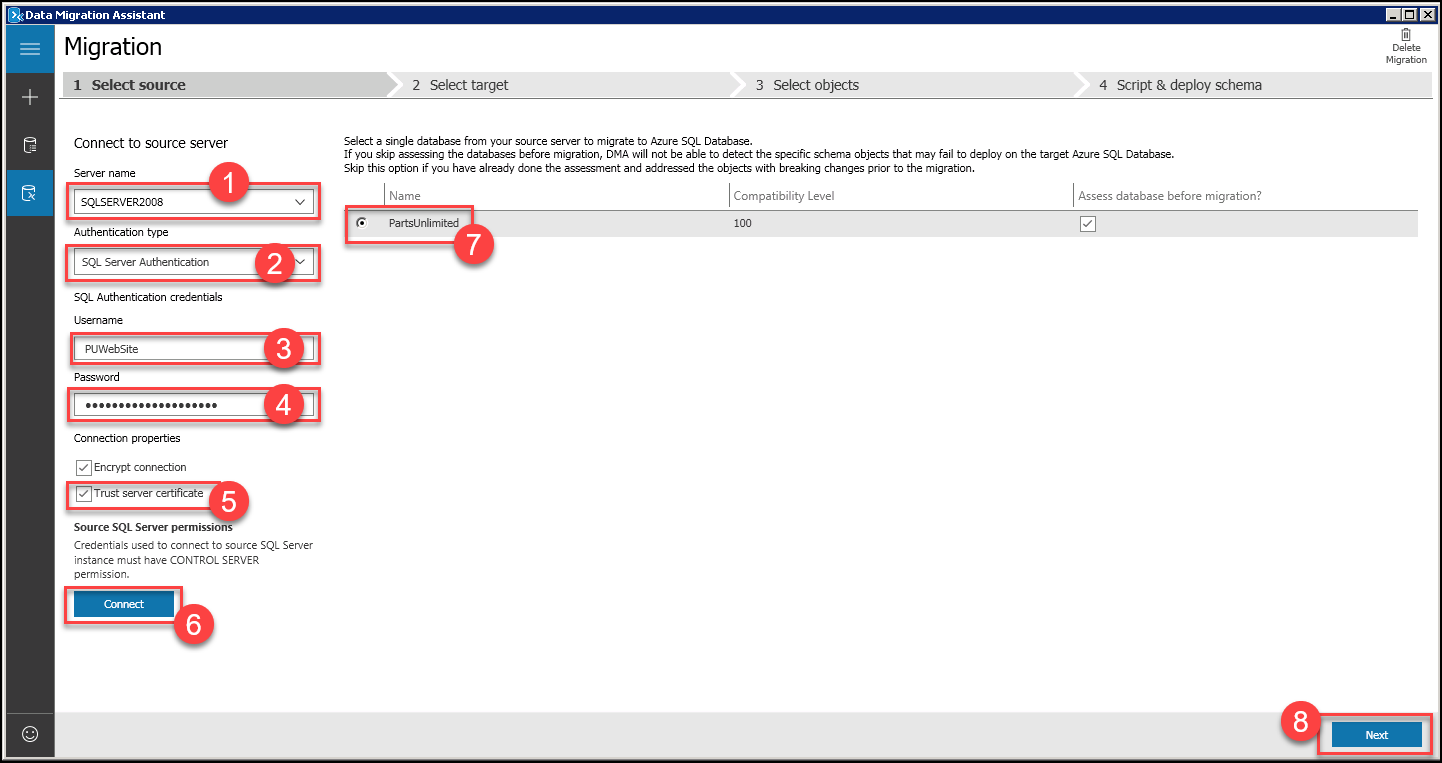 Data Migration Assistant
Migration
Delete
Migration
1 Select source
2 Select target
3 Select objects
4 Script & deploy schema
Connect to source server
Server name
1
SQLSERVER2008
Authentication type
SQL Server Authentication
2
SQL Authentication credentials
Username
PUWebSite
3
Password
••••••••••••••••••••
4
Connection properties
Encrypt connection
Trust server certificate
5
Source SQL Server permissions
Credentials used to connect to source SQL Server
instance must have CONTROL SERVER
permission.
Connect
6
Select a single database from your source server to migrate to Azure SQL Database.
If you skip assessing the databases before migration, DMA will not be able to detect the specific schema objects that may fail to deploy on the target Azure SQL Database.
Skip this option if you have already done the assessment and addressed the objects with breaking changes prior to the migration.
Name Compatibility Level Assess database before migration?
PartsUnlimited 100
7
8
Next